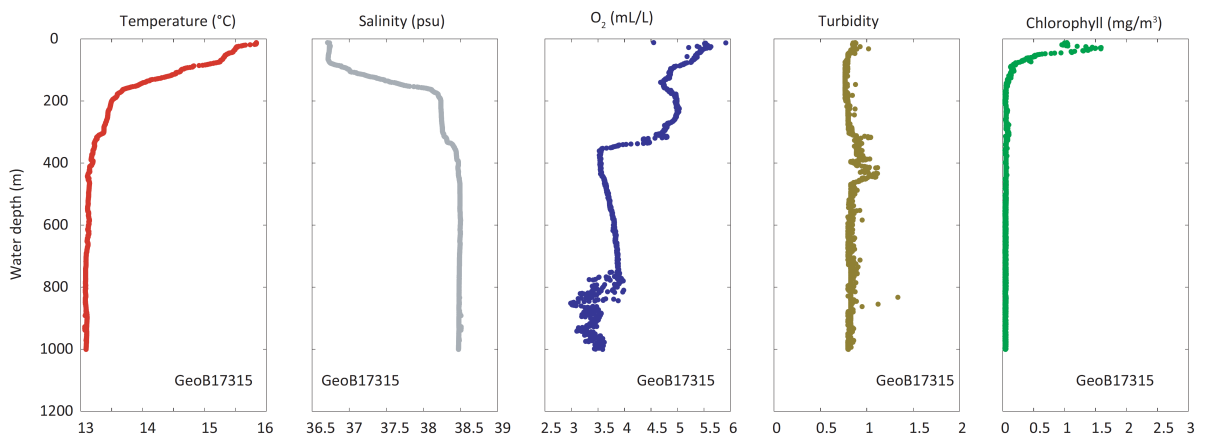 Temperature (°C)
Salinity (psu)
O₂ (mL/L)
Turbidity
Chlorophyll (mg/m³)
Water depth (m)
0
200
400
600
800
1000
1200
GeoB17315
GeoB17315
GeoB17315
GeoB17315
GeoB17315
13 14 15 16
36.5 37 38 38.5 39
2.5 3 3.5 4 4.5 5 5.5 6
0 0.5 1 1.5 2
0 0.5 1 1.5 2 2.5 3